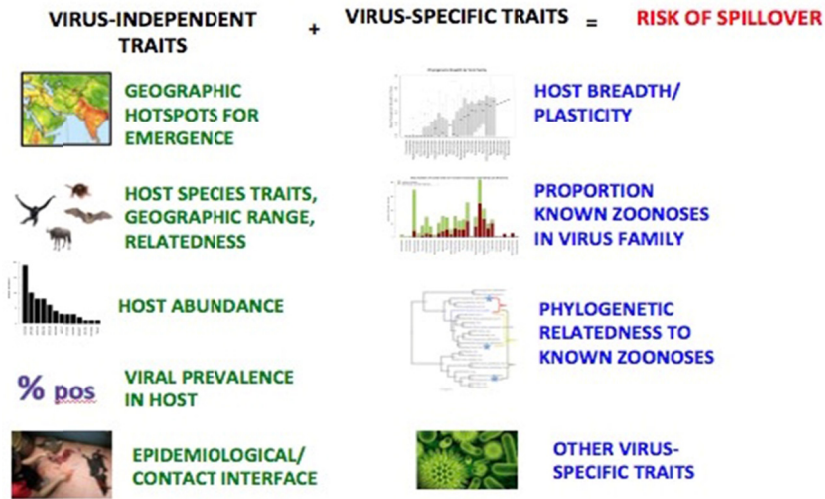 VIRUS-INDEPENDENT
TRAITS
+
VIRUS-SPECIFIC TRAITS
=
RISK OF SPILLOVER
GEOGRAPHIC
HOTSPOTS FOR
EMERGENCE
HOST SPECIES TRAITS,
GEOGRAPHIC RANGE,
RELATEDNESS
HOST ABUNDANCE
% pos
VIRAL PREVALENCE
IN HOST
EPIDEMIOLOGICAL/
CONTACT INTERFACE
HOST BREADTH/
PLASTICITY
PROPORTION
KNOWN ZOONOSES
IN VIRUS FAMILY
PHYLOGENETIC
RELATEDNESS TO
KNOWN ZOONOSES
OTHER VIRUS-
SPECIFIC TRAITS